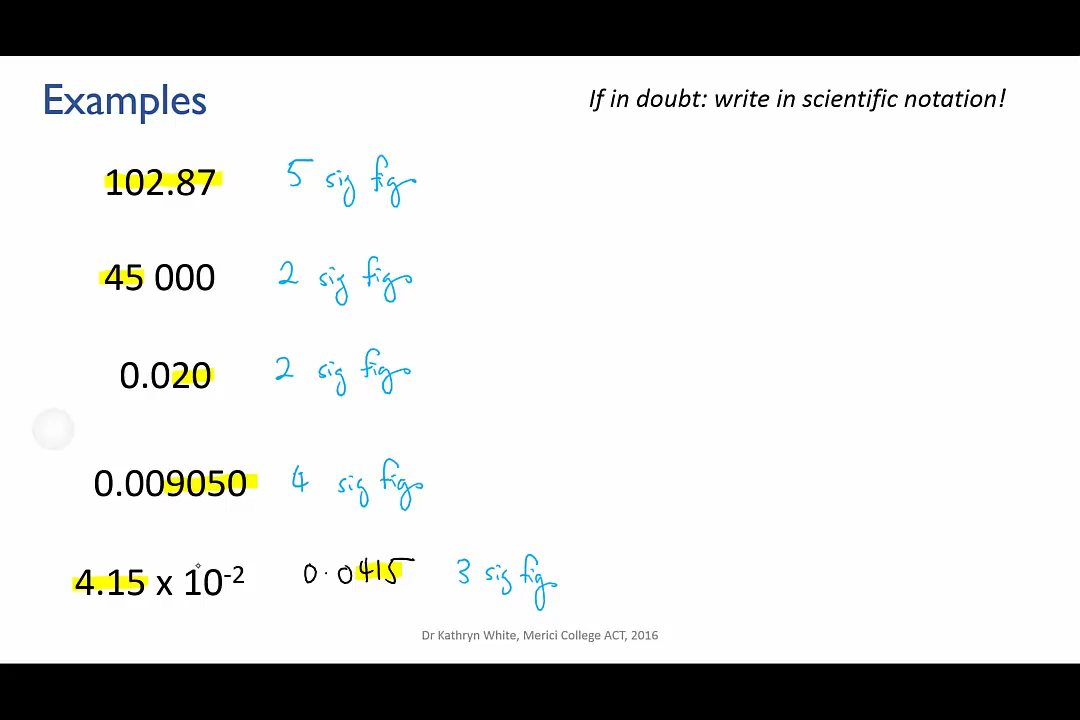 Examples
If in doubt: write in scientific notation!
102.87 5 sig figs
45 000 2 sig figs
0.020 2 sig figs
0.009050 4 sig figs
4.15 x 10⁻² 0.0415 3 sig figs
Dr Kathryn White, Merici College ACT, 2016